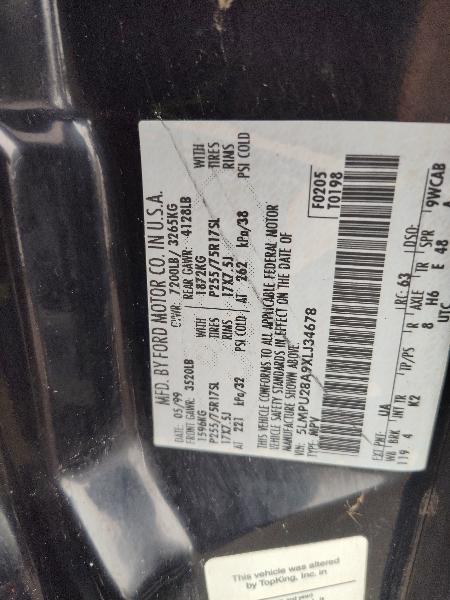 MFD. BY FORD MOTOR CO. IN U.S.A.
DATE: 05/99 GVWR: 7200LB/ 3265KG
FRONT GAWR: 3520LB REAR GAWR: 4128LB
1596KG 1872KG WITH
P255/75R17SL P255/75R17SL TIRES
17X7.5J 17X7.5J RIMS
AT 221 kPa/32 PSI COLD AT 262 kPa/38 PSI COLD
WITH
TIRES
RIMS
THIS VEHICLE CONFORMS TO ALL APPLICABLE FEDERAL MOTOR
VEHICLE SAFETY STANDARDS IN EFFECT ON THE DATE OF
MANUFACTURE SHOWN ABOVE.
VIN: 5LMPU28A9XLJ34678
TYPE: MPV
F0205
T0198
EXT PNT: UA RC: 63 DSO:
WB BRK INT TR TP/PS R AXLE TR SPR 9WCAB
119 4 K2 8 H6 E 48 A
UTC
This vehicle was altered
by TopKing, Inc. in